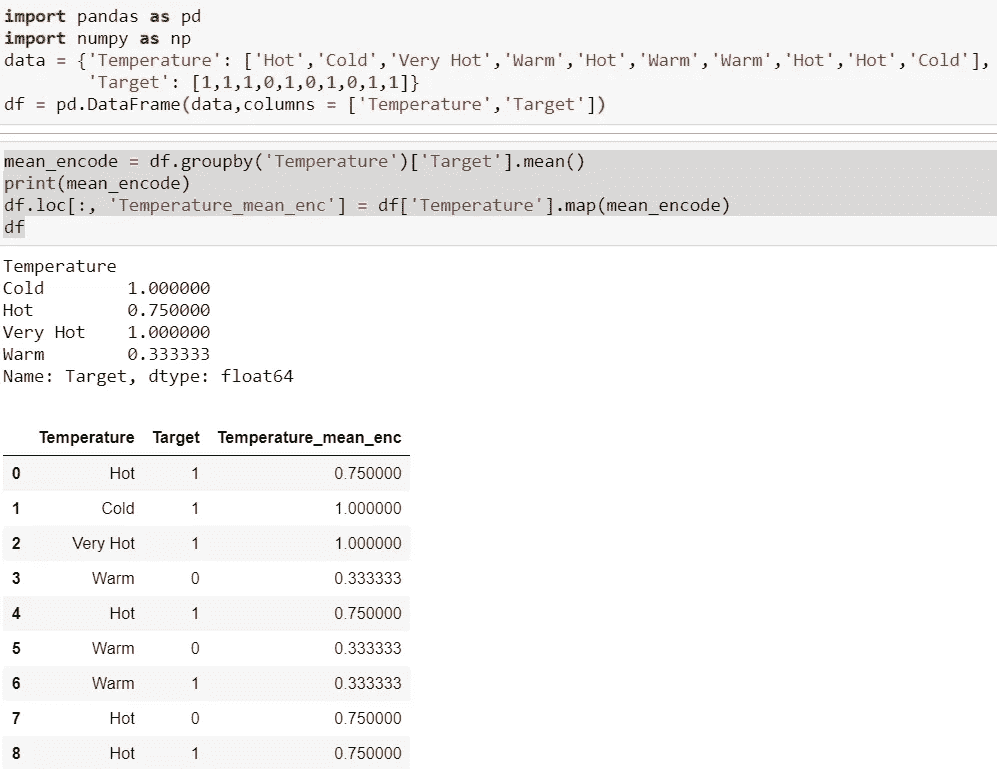 import pandas as pd
import numpy as np
data = {'Temperature': ['Hot','Cold','Very Hot','Warm','Hot','Warm','Warm','Hot','Hot','Cold'],
        'Target': [1,1,1,0,1,0,1,0,1,1]}
df = pd.DataFrame(data,columns = ['Temperature','Target'])
mean_encode = df.groupby('Temperature')['Target'].mean()
print(mean_encode)
df.loc[:, 'Temperature_mean_enc'] = df['Temperature'].map(mean_encode)
df
Temperature
Cold        1.000000
Hot         0.750000
Very Hot    1.000000
Warm        0.333333
Name: Target, dtype: float64
Temperature Target Temperature_mean_enc
0 Hot 1 0.750000
1 Cold 1 1.000000
2 Very Hot 1 1.000000
3 Warm 0 0.333333
4 Hot 1 0.750000
5 Warm 0 0.333333
6 Warm 1 0.333333
7 Hot 0 0.750000
8 Hot 1 0.750000